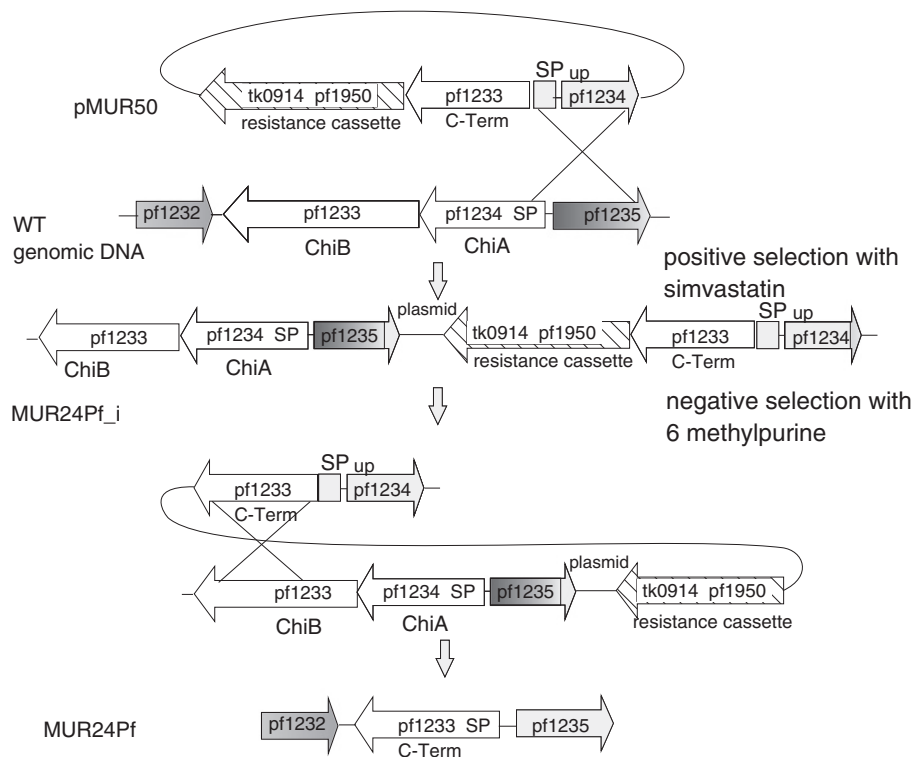 SP up
pMUR50
tk0914 pf1950
pf1233
pf1234
resistance cassette
C-Term
WT
genomic DNA
pf1232
pf1233
pf1234 SP
pf1235
ChiB
ChiA
positive selection with
simvastatin
plasmid
SP up
pf1233
pf1234 SP
pf1235
tk0914 pf1950
pf1233
pf1234
ChiB
ChiA
resistance cassette
C-Term
MUR24Pf_i
negative selection with
6 methylpurine
SP up
pf1233
pf1234
C-Term
plasmid
pf1233
pf1234 SP
pf1235
tk0914 pf1950
ChiB
ChiA
resistance cassette
MUR24Pf
pf1232
pf1233 SP
pf1235
C-Term